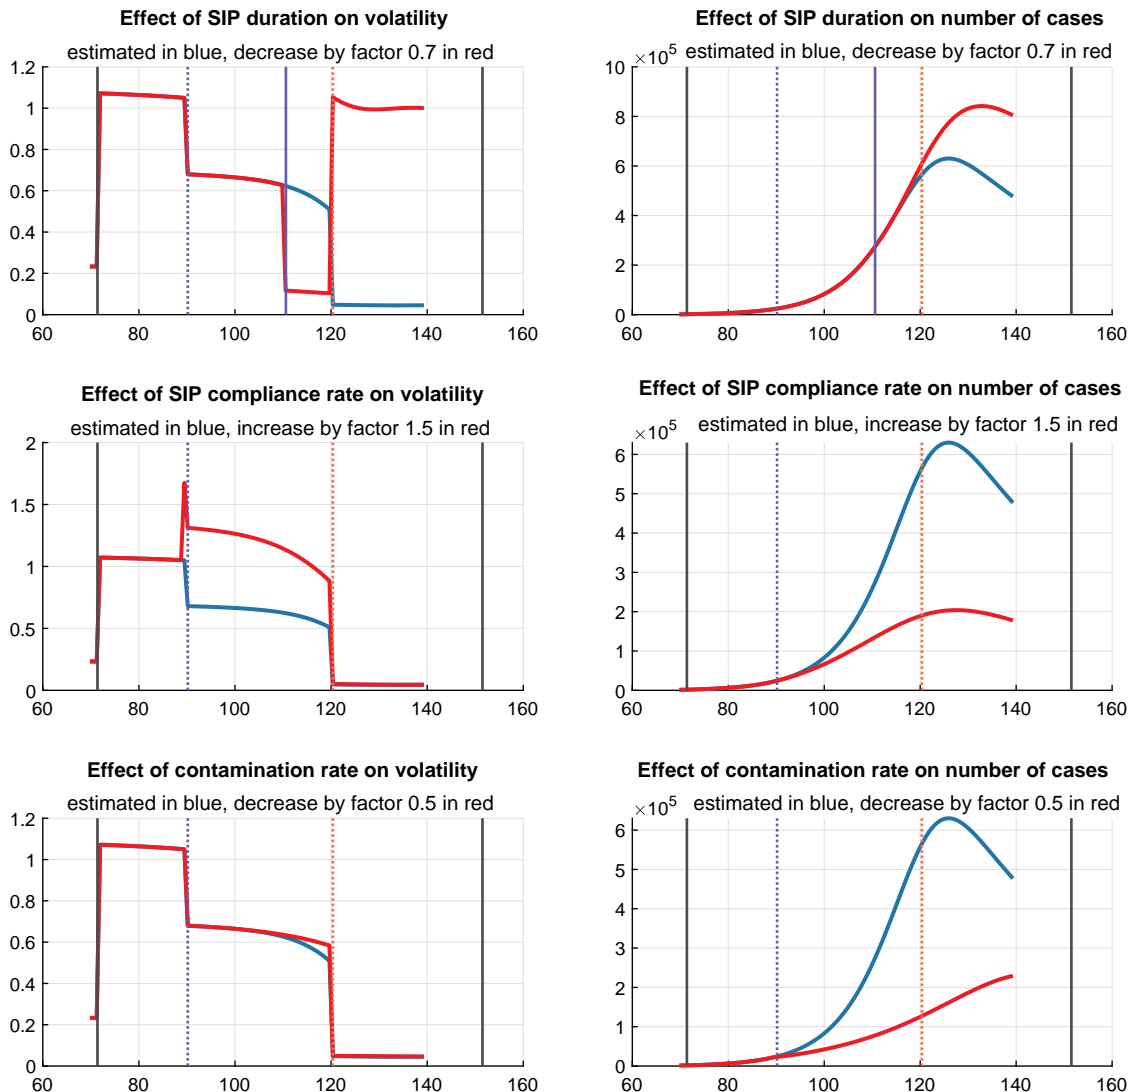 Effect of SIP duration on volatility
estimated in blue, decrease by factor 0.7 in red
1.2
1
0.8
0.6
0.4
0.2
0
60 80 100 120 140 160
Effect of SIP duration on number of cases
×10⁵ estimated in blue, decrease by factor 0.7 in red
10
8
6
4
2
0
60 80 100 120 140 160
Effect of SIP compliance rate on volatility
estimated in blue, increase by factor 1.5 in red
2
1.5
1
0.5
0
60 80 100 120 140 160
Effect of SIP compliance rate on number of cases
×10⁵ estimated in blue, increase by factor 1.5 in red
6
5
4
3
2
1
0
60 80 100 120 140 160
Effect of contamination rate on volatility
estimated in blue, decrease by factor 0.5 in red
1.2
1
0.8
0.6
0.4
0.2
0
60 80 100 120 140 160
Effect of contamination rate on number of cases
×10⁵ estimated in blue, decrease by factor 0.5 in red
6
5
4
3
2
1
0
60 80 100 120 140 160